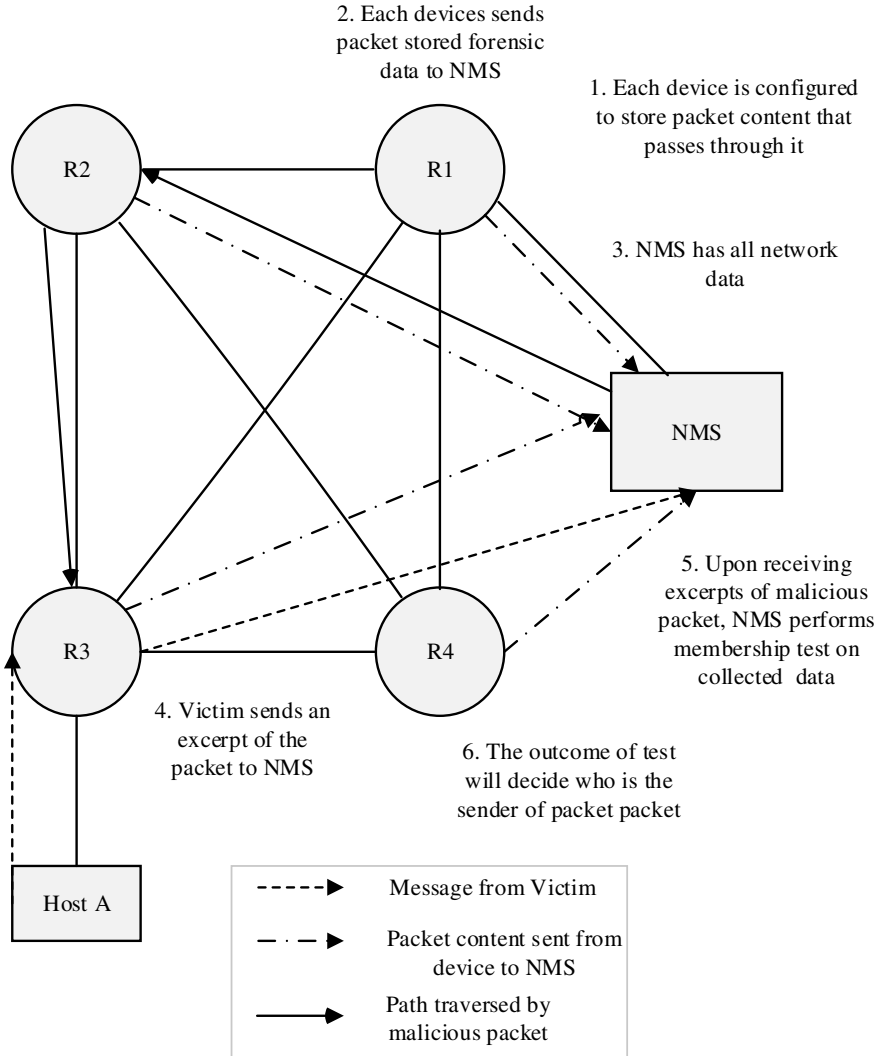 2. Each devices sends
packet stored forensic
data to NMS
1. Each device is configured
to store packet content that
passes through it
R2
R1
3. NMS has all network
data
NMS
5. Upon receiving
excerpts of malicious
packet, NMS performs
membership test on
collected data
R3
R4
4. Victim sends an
excerpt of the
packet to NMS
6. The outcome of test
will decide who is the
sender of packet packet
Host A
Message from Victim
Packet content sent from
device to NMS
Path traversed by
malicious packet